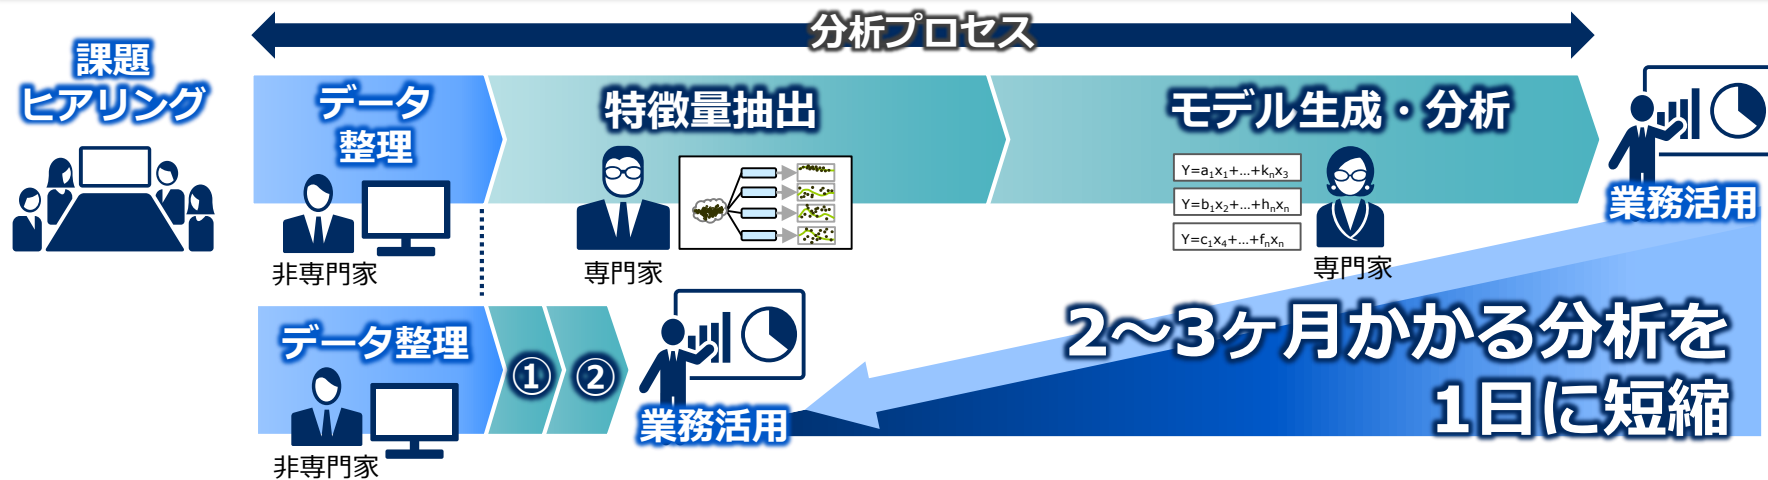 分析プロセス
課題
ヒアリング
データ
整理
特徴量抽出
モデル生成・分析
Y=a₁x₁+...+kₙx₃
Y=b₁x₂+...+hₙxₙ
Y=c₁x₄+...+fₙxₙ
業務活用
非専門家
専門家
専門家
データ整理
①
②
業務活用
非専門家
2～3ヶ月かかる分析を
1日に短縮